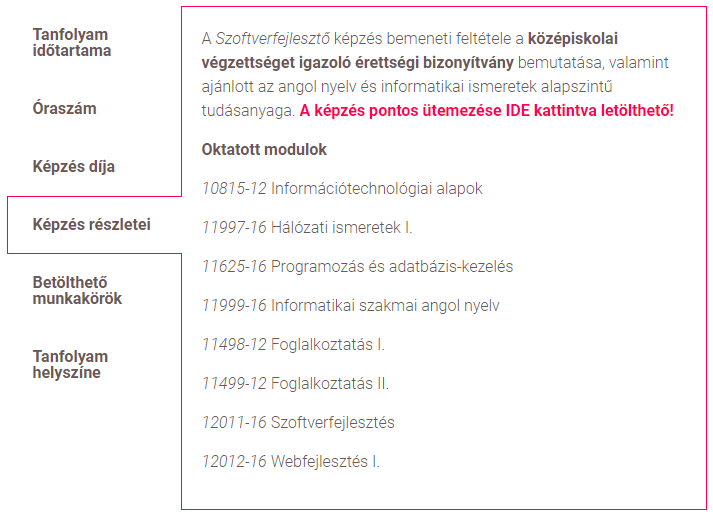 Tanfolyam
időtartama
Óraszám
Képzés díja
Képzés részletei
Betölthető
munkakörök
Tanfolyam
helyszíne
A Szoftverfejlesztő képzés bemeneti feltétele a középiskolai
végzettséget igazoló érettségi bizonyítvány bemutatása, valamint
ajánlott az angol nyelv és informatikai ismeretek alapszintű
tudásanyaga. A képzés pontos ütemezése IDE kattintva letölthető!
Oktatott modulok
10815-12 Információtechnológiai alapok
11997-16 Hálózati ismeretek I.
11625-16 Programozás és adatbázis-kezelés
11999-16 Informatikai szakmai angol nyelv
11498-12 Foglalkoztatás I.
11499-12 Foglalkoztatás II.
12011-16 Szoftverfejlesztés
12012-16 Webfejlesztés I.